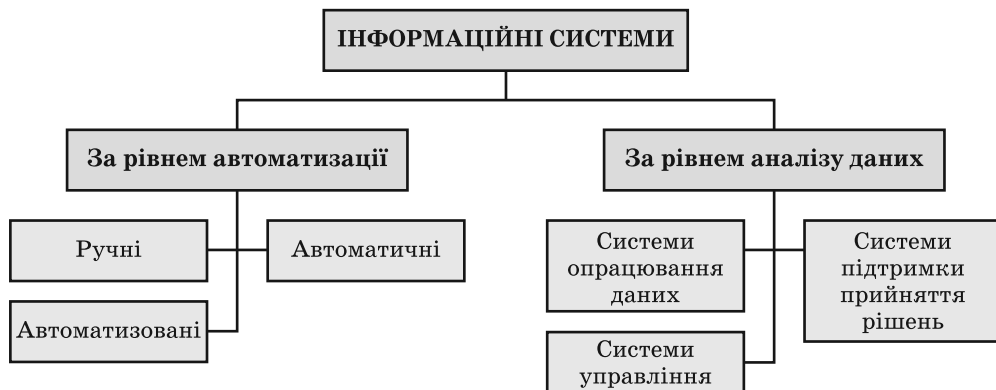 ІНФОРМАЦІЙНІ СИСТЕМИ
За рівнем автоматизації
За рівнем аналізу даних
Ручні
Автоматичні
Автоматизовані
Системи
опрацювання
даних
Системи
підтримки
прийняття
рішень
Системи
управління